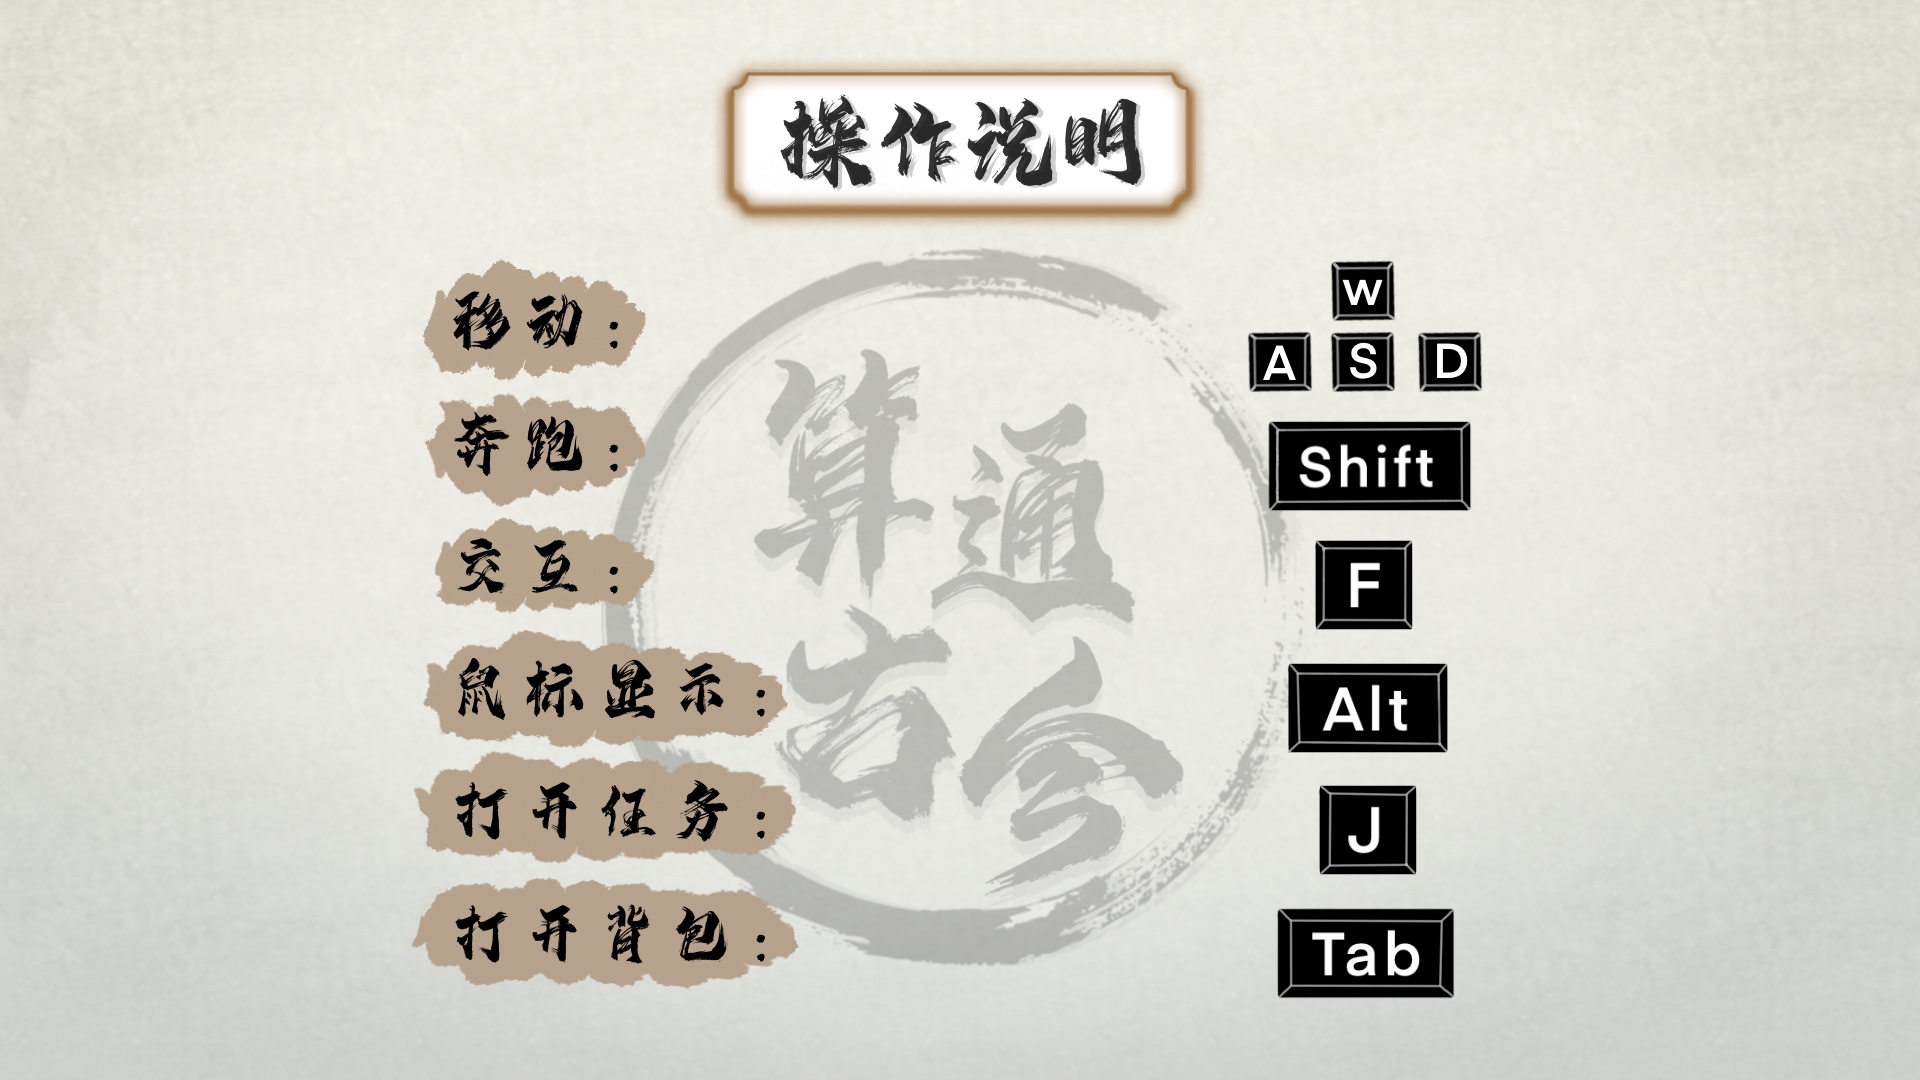 操作说明
移动：
W
A S D
奔跑：
Shift
交互：
F
鼠标显示：
Alt
打开任务：
J
打开背包：
Tab
算通
古今